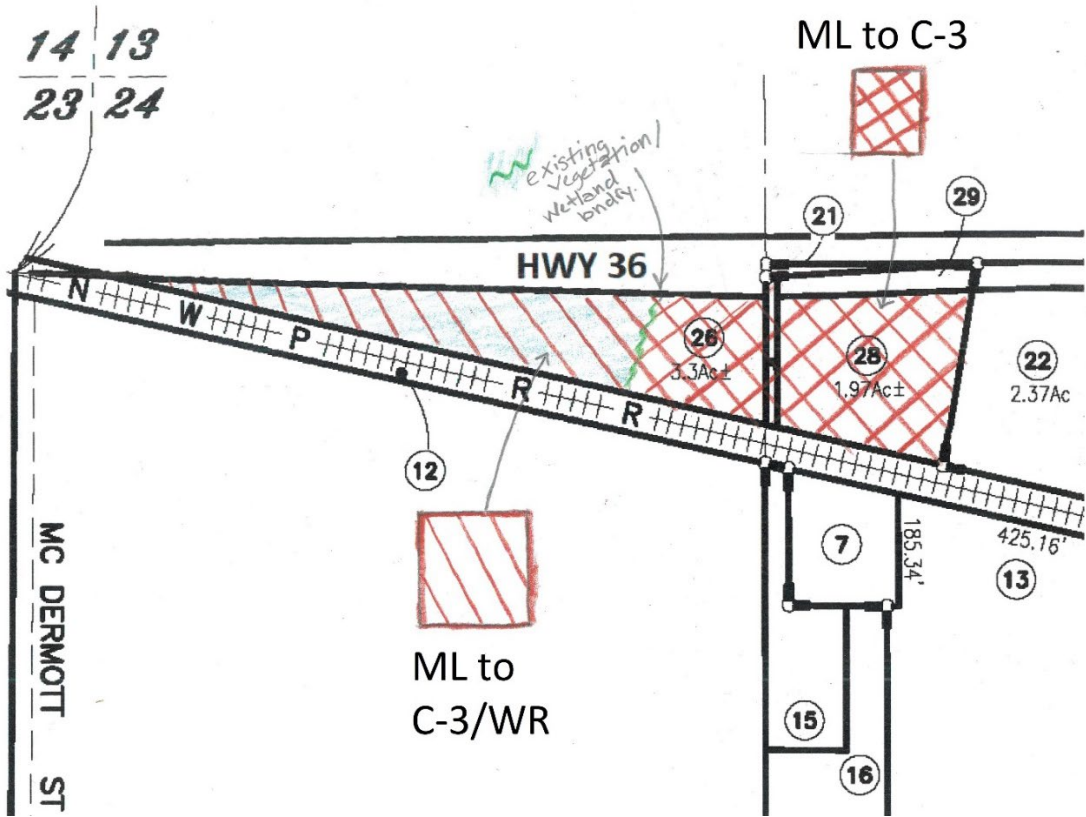 14 13
23 24
ML to C-3
existing
vegetation/
wetland
bndry.
29
21
HWY 36
N W P R R
26
3.3Ac±
28
1.97Ac±
22
2.37Ac
12
7
185.34'
425.16'
13
MC DERMOTT ST
ML to
C-3/WR
15
16